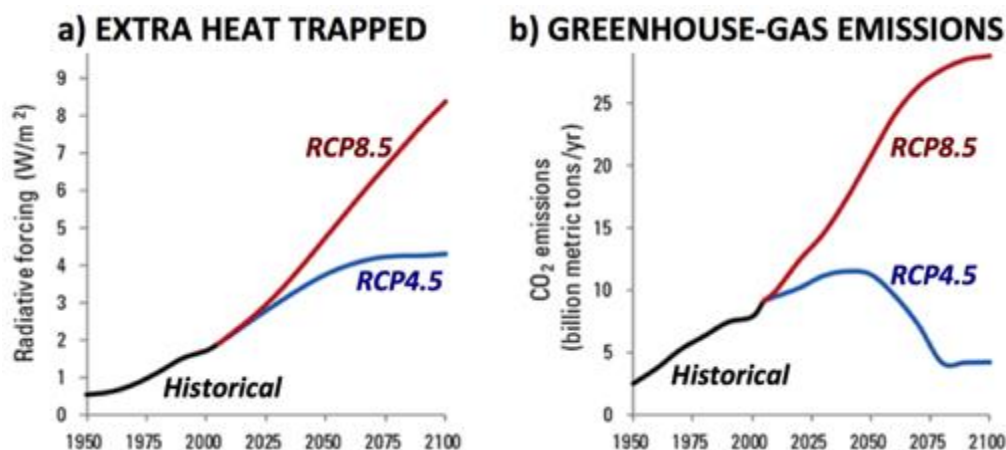 a) EXTRA HEAT TRAPPED
Radiative forcing (W/m²)
9
8
7
6
5
4
3
2
1
0
RCP8.5
RCP4.5
Historical
1950 1975 2000 2025 2050 2075 2100
b) GREENHOUSE-GAS EMISSIONS
CO₂ emissions
(billion metric tons/yr)
25
20
15
10
5
0
RCP8.5
RCP4.5
Historical
1950 1975 2000 2025 2050 2075 2100